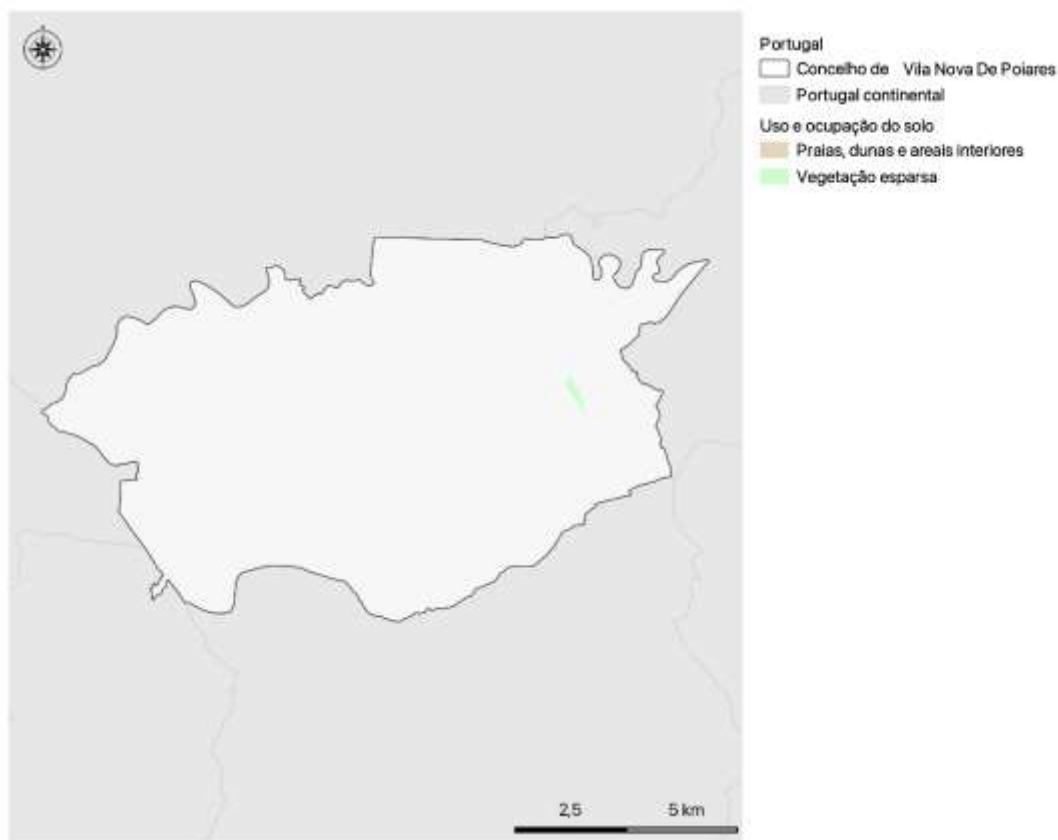 Portugal
Concelho de Vila Nova De Poiares
Portugal continental
Uso e ocupação do solo
Praias, dunas e areais interiores
Vegetação esparsa
2,5 5 km